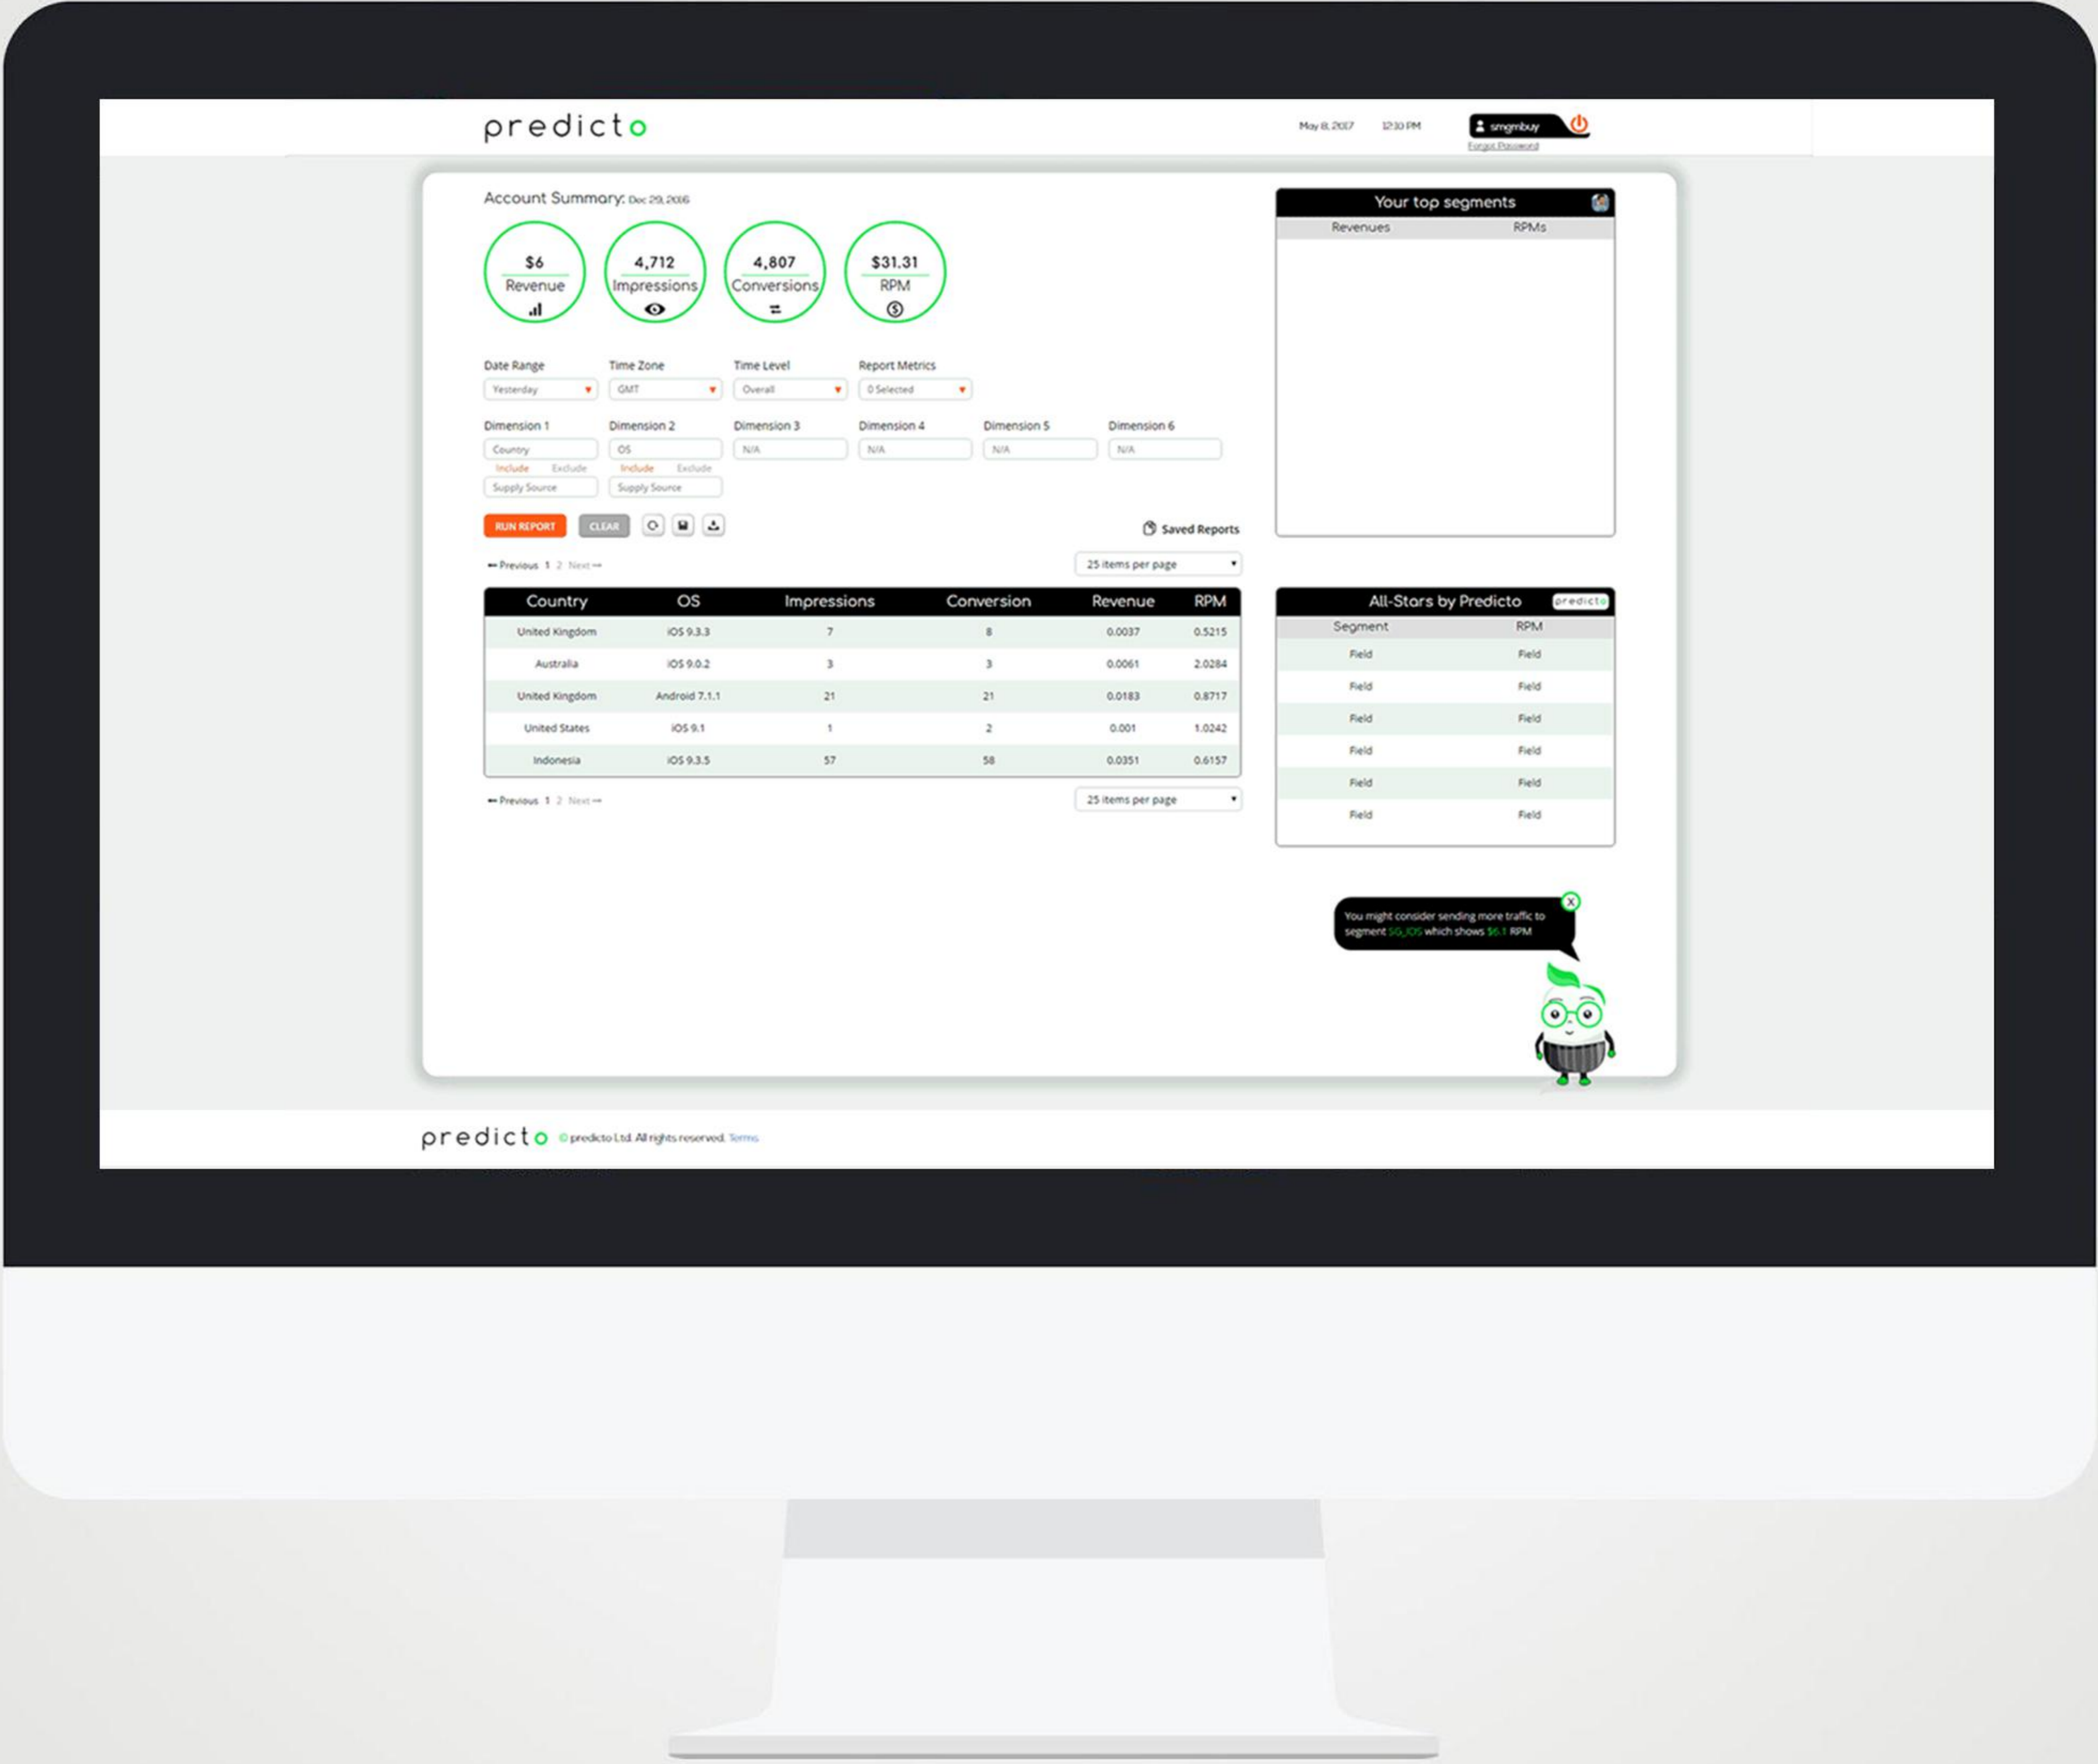 predicto
May 8, 2017 12:10 PM
smgmbuy
Forgot Password
Account Summary: Dec 29, 2016
$6
Revenue
4,712
Impressions
4,807
Conversions
$31.31
RPM
Your top segments
Revenues RPMs
Date Range Time Zone Time Level Report Metrics
Yesterday GMT Overall 0 Selected
Dimension 1 Dimension 2 Dimension 3 Dimension 4 Dimension 5 Dimension 6
Country OS N/A N/A N/A N/A
Include Exclude Include Exclude
Supply Source Supply Source
RUN REPORT CLEAR
Saved Reports
Previous 1 2 Next
25 items per page
Country OS Impressions Conversion Revenue RPM
United Kingdom iOS 9.3.3 7 8 0.0037 0.5215
Australia iOS 9.0.2 3 3 0.0061 2.0284
United Kingdom Android 7.1.1 21 21 0.0183 0.8717
United States iOS 9.1 1 2 0.001 1.0242
Indonesia iOS 9.3.5 57 58 0.0351 0.6157
Previous 1 2 Next
25 items per page
All-Stars by Predicto predicto
Segment RPM
Field Field
Field Field
Field Field
Field Field
Field Field
Field Field
X
You might consider sending more traffic to
segment SG_IOS which shows $6.1 RPM
predicto © predicto Ltd. All rights reserved. Terms